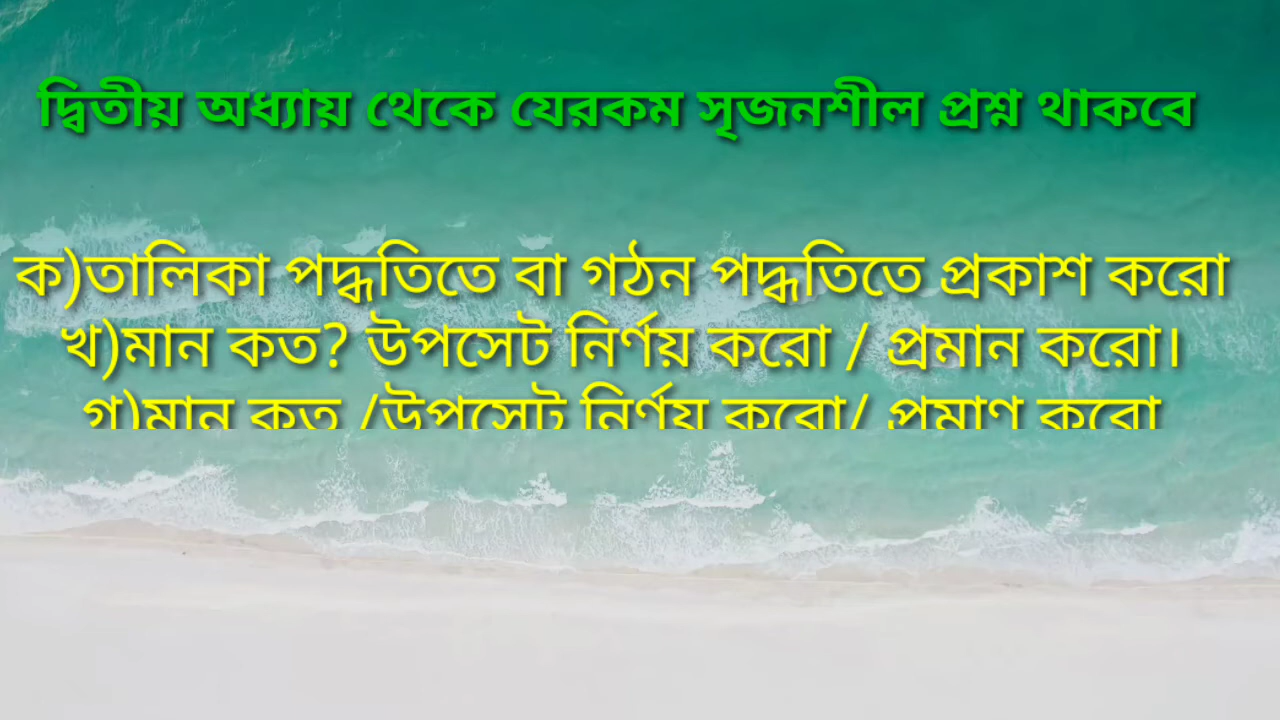 দ্বিতীয় অধ্যায় থেকে যেরকম সৃজনশীল প্রশ্ন থাকবে
ক)তালিকা পদ্ধতিতে বা গঠন পদ্ধতিতে প্রকাশ করো
খ)মান কত? উপসেট নির্ণয় করো / প্রমান করো।
গ)মান কত /উপসেট নির্ণয় করো/ প্রমাণ করো